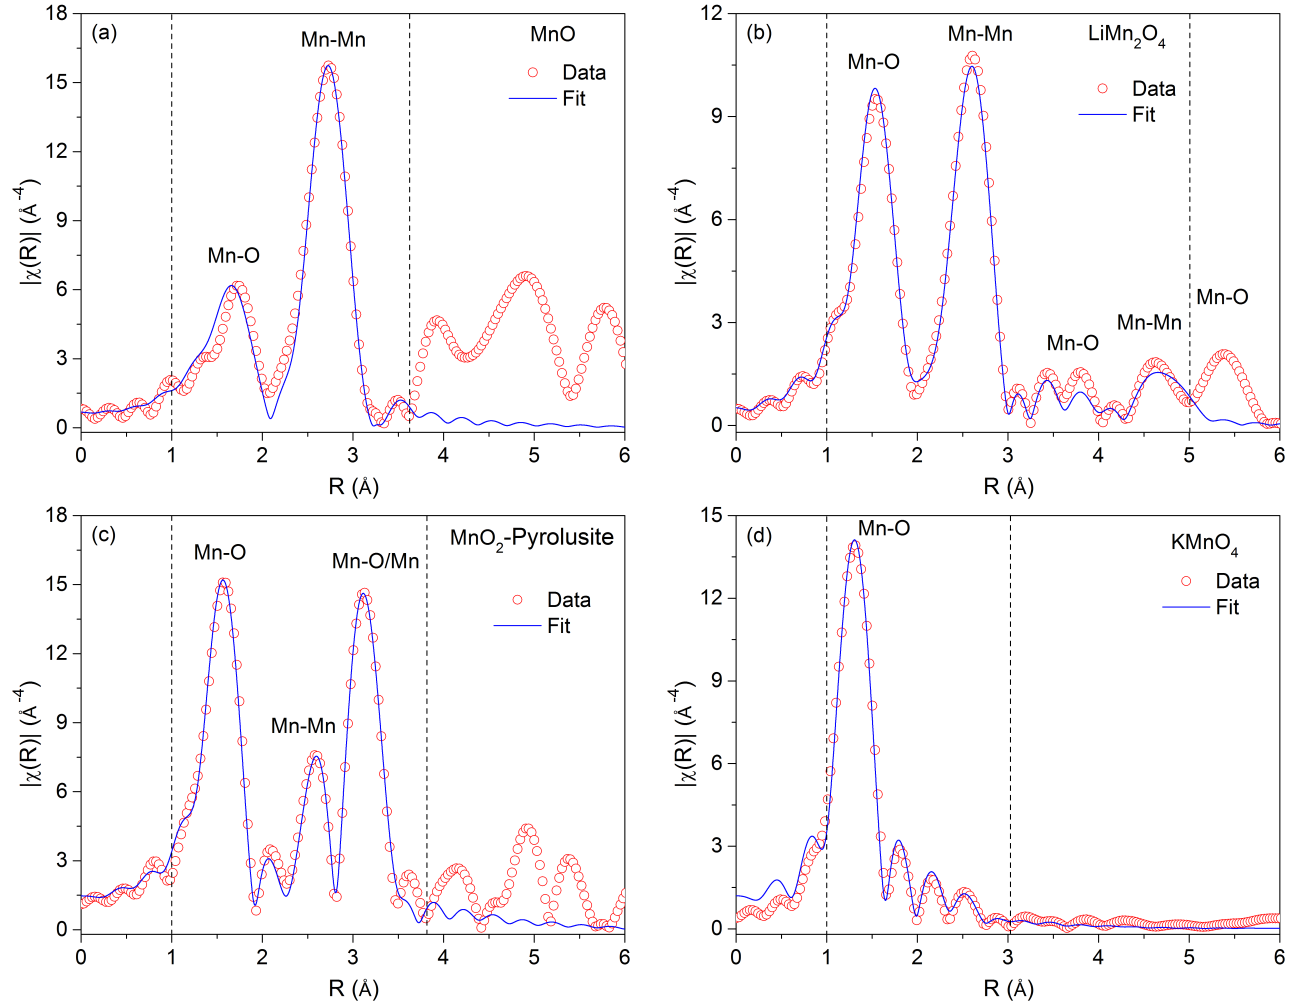 (a)
Mn-Mn
MnO
Data
Fit
Mn-O
18
15
12
9
6
3
0
|χ(R)| (Å⁻⁴)
0 1 2 3 4 5 6
R (Å)
(b)
Mn-O
Mn-Mn
LiMn₂O₄
Data
Fit
Mn-O
Mn-Mn
Mn-O
12
9
6
3
0
|χ(R)| (Å⁻⁴)
0 1 2 3 4 5 6
R (Å)
(c)
Mn-O
Mn-Mn
Mn-O/Mn
MnO₂-Pyrolusite
Data
Fit
18
15
12
9
6
3
0
|χ(R)| (Å⁻⁴)
0 1 2 3 4 5 6
R (Å)
(d)
Mn-O
KMnO₄
Data
Fit
15
12
9
6
3
0
|χ(R)| (Å⁻⁴)
0 1 2 3 4 5 6
R (Å)